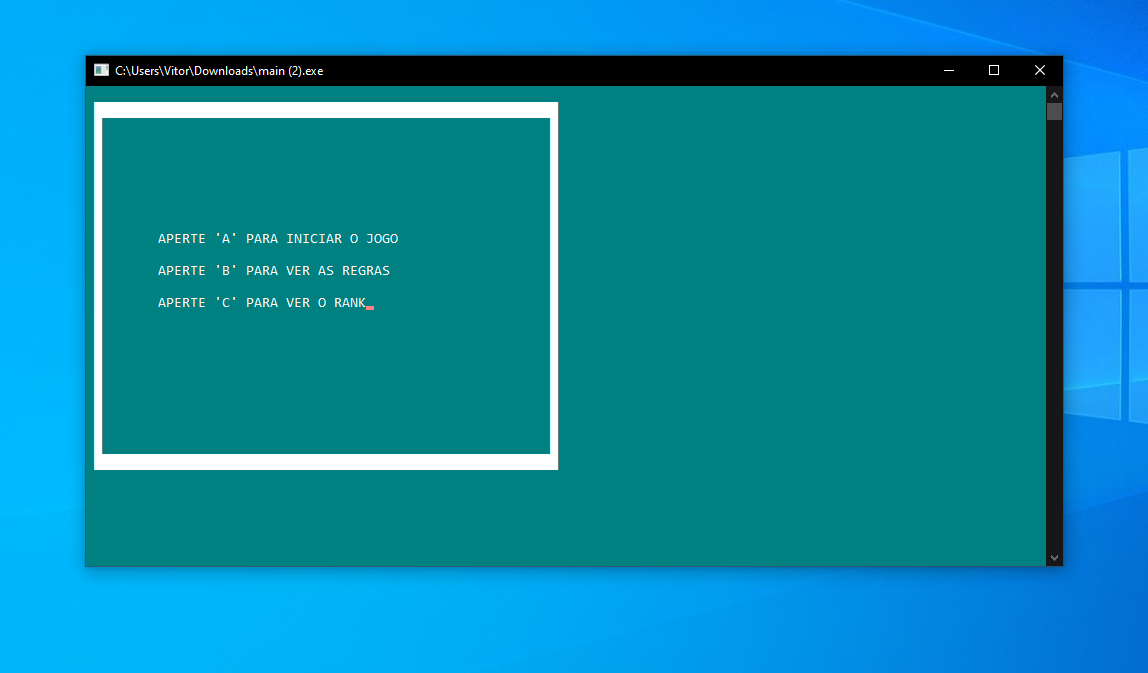 C:\Users\Vitor\Downloads\main (2).exe
APERTE 'A' PARA INICIAR O JOGO
APERTE 'B' PARA VER AS REGRAS
APERTE 'C' PARA VER O RANK